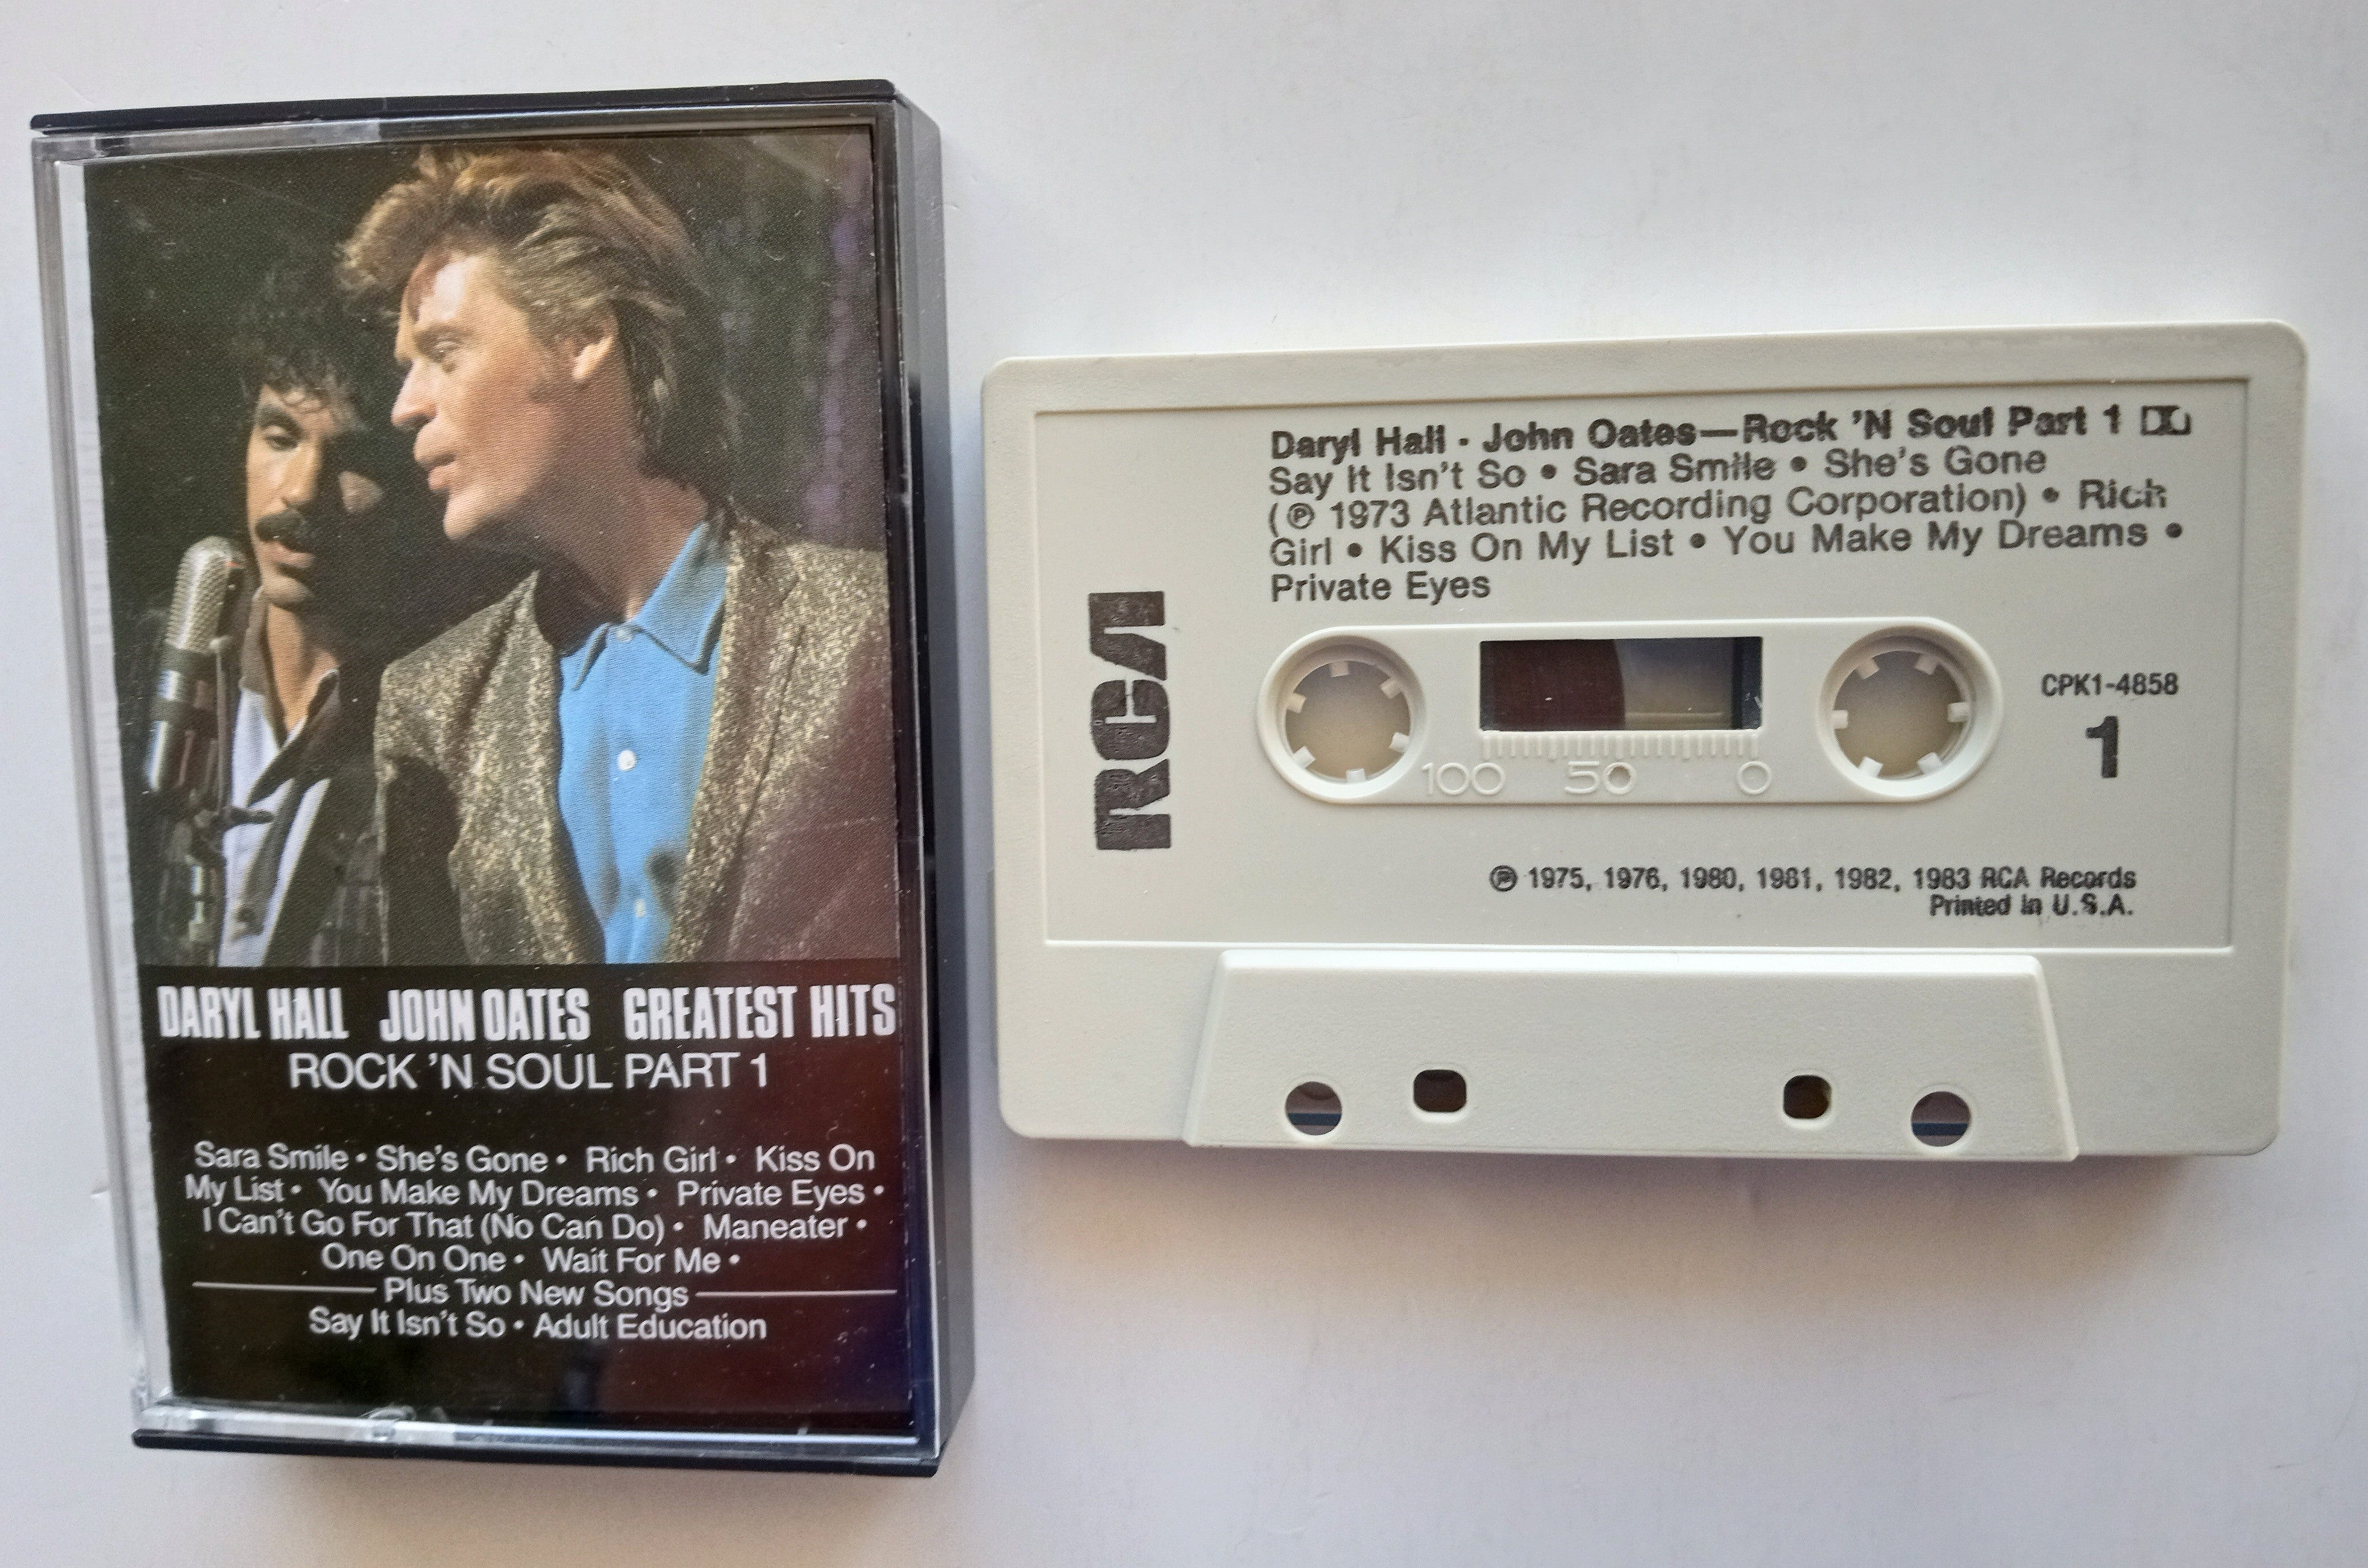 DARYL HALL JOHN OATES GREATEST HITS
ROCK 'N SOUL PART 1
Sara Smile • She's Gone • Rich Girl • Kiss On
My List • You Make My Dreams • Private Eyes •
I Can't Go For That (No Can Do) • Maneater •
One On One • Wait For Me •
Plus Two New Songs
Say It Isn't So • Adult Education
Daryl Hall • John Oates—Rock 'N Soul Part 1
Say It Isn't So • Sara Smile • She's Gone
(℗ 1973 Atlantic Recording Corporation) • Rich
Girl • Kiss On My List • You Make My Dreams •
Private Eyes
RCA
CPK1-4858
1
100 50 0
℗ 1975, 1976, 1980, 1981, 1982, 1983 RCA Records
Printed in U.S.A.